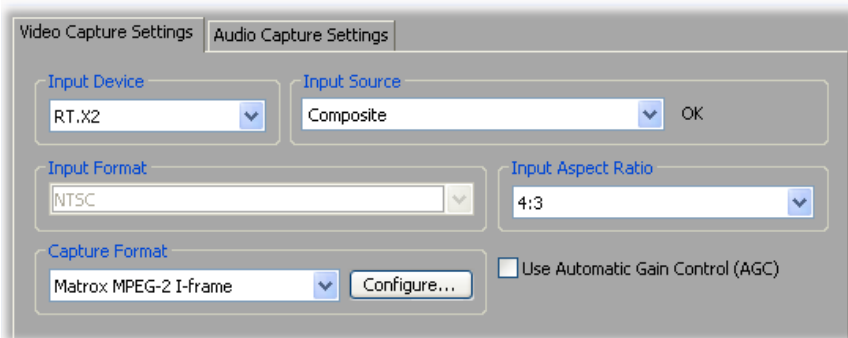 Video Capture Settings Audio Capture Settings
Input Device Input Source
RT.X2 Composite OK
Input Format Input Aspect Ratio
NTSC 4:3
Capture Format
Matrox MPEG-2 I-frame Configure... Use Automatic Gain Control (AGC)